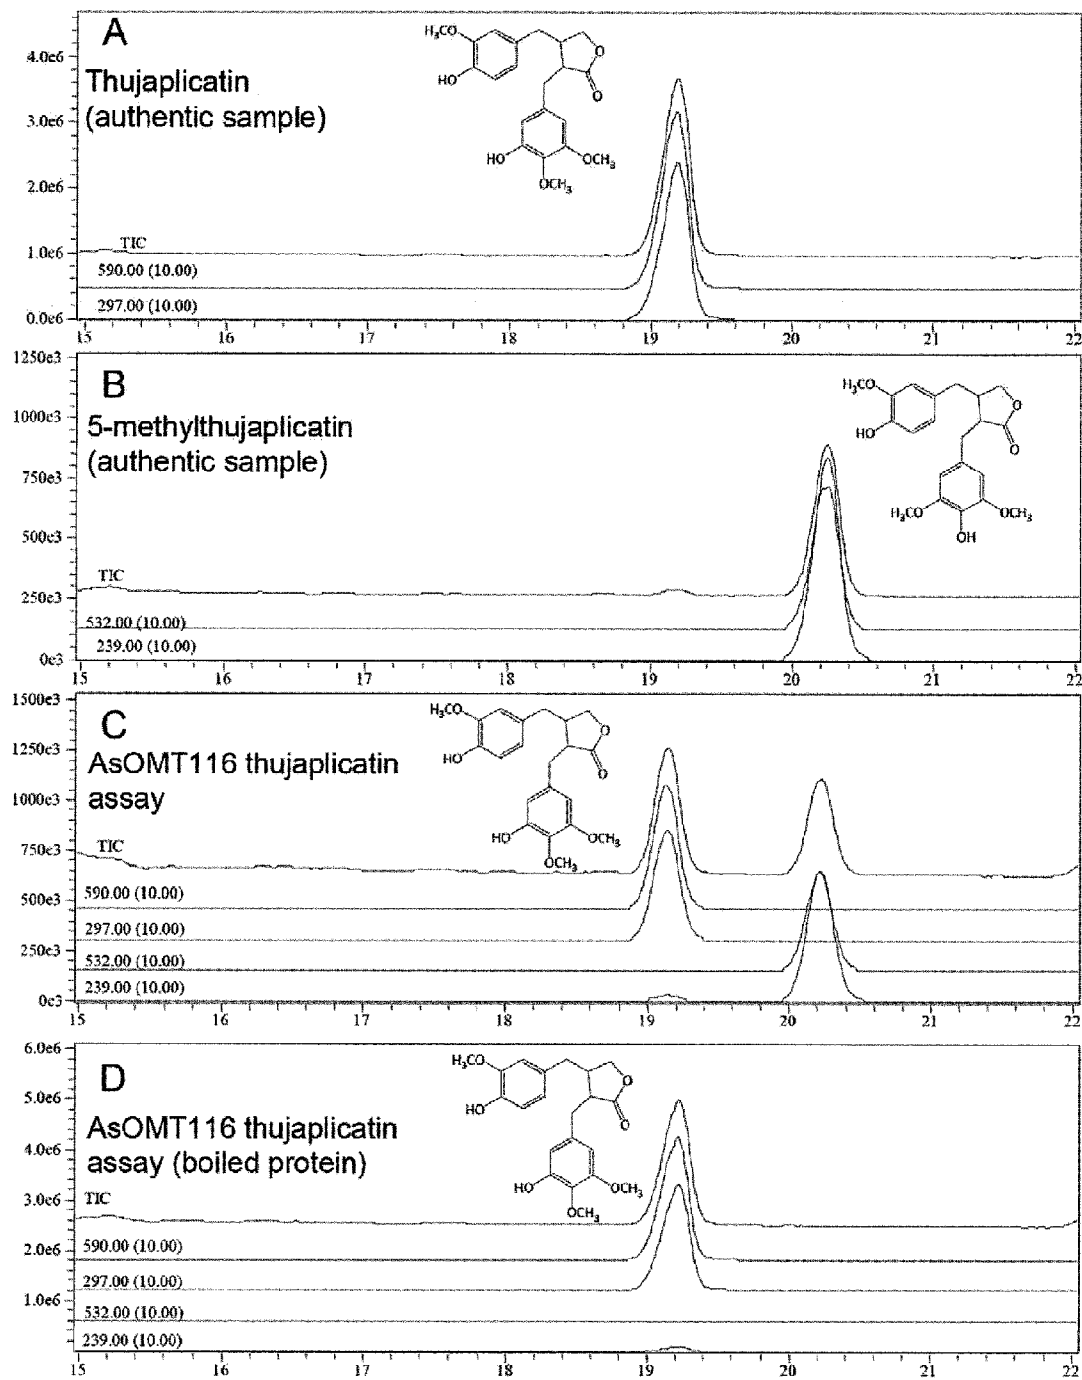 A
Thujaplicatin
(authentic sample)
H₃CO
HO
O
O
HO
OCH₃
OCH₃
4.0e6
3.0e6
2.0e6
1.0e6
0.0e6
TIC
590.00 (10.00)
297.00 (10.00)
15 16 17 18 19 20 21 22
B
5-methylthujaplicatin
(authentic sample)
H₃CO
HO
O
O
H₃CO
OCH₃
OH
1250e3
1000e3
750e3
500e3
250e3
0e3
TIC
532.00 (10.00)
239.00 (10.00)
15 16 17 18 19 20 21 22
C
AsOMT116 thujaplicatin
assay
H₃CO
HO
O
O
HO
OCH₃
OCH₃
1500e3
1250e3
1000e3
750e3
500e3
250e3
0e3
TIC
590.00 (10.00)
297.00 (10.00)
532.00 (10.00)
239.00 (10.00)
15 16 17 18 19 20 21 22
D
AsOMT116 thujaplicatin
assay (boiled protein)
H₃CO
HO
O
O
HO
OCH₃
OCH₃
6.0e6
5.0e6
4.0e6
3.0e6
2.0e6
1.0e6
TIC
590.00 (10.00)
297.00 (10.00)
532.00 (10.00)
239.00 (10.00)
15 16 17 18 19 20 21 22